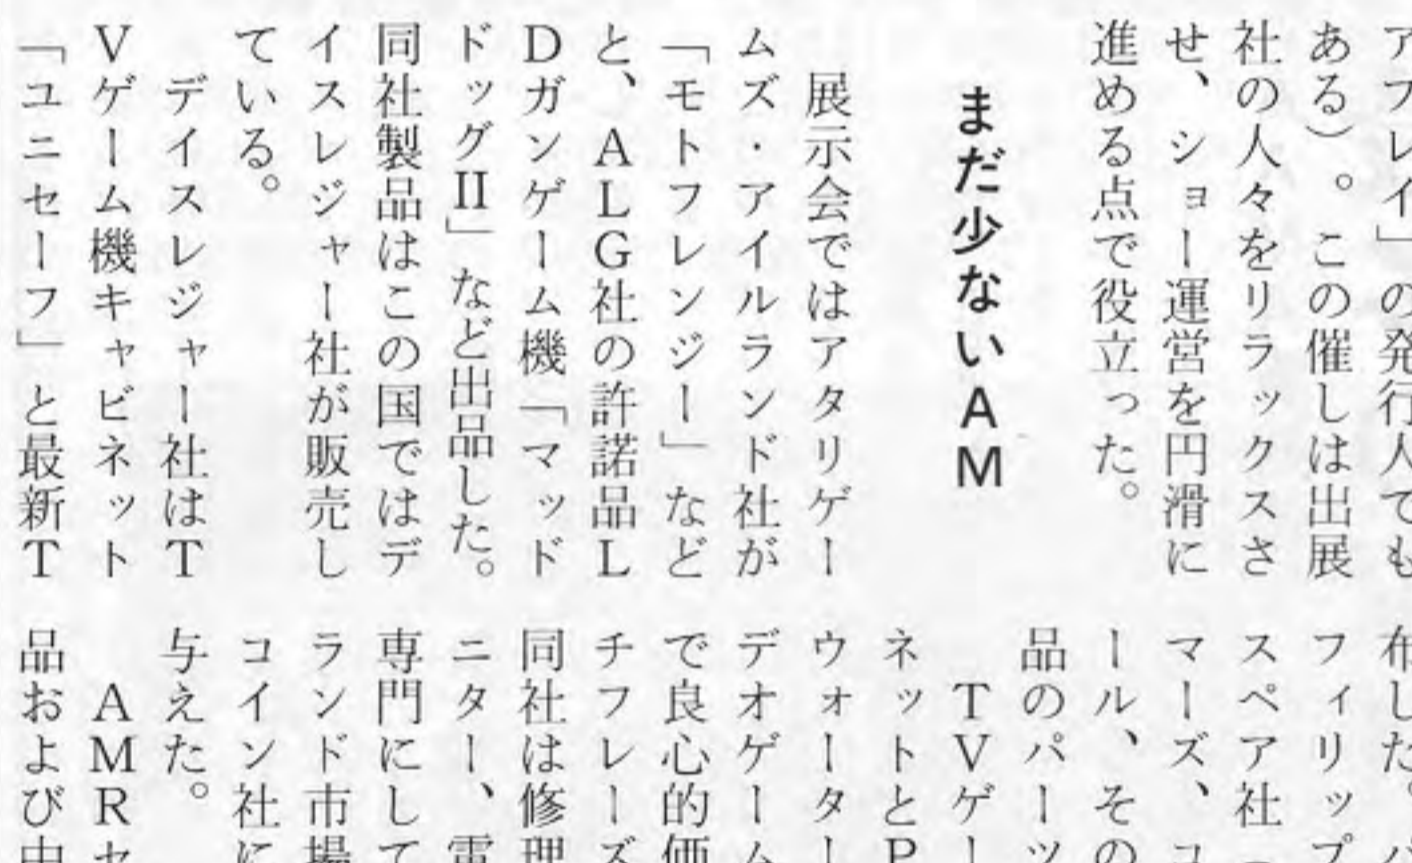 アプレイ」の発行人でも
ある）。この催しは出展
社の人々をリラックスさ
せ、ショー運営を円滑に
進める点で役立った。
まだ少ないＡＭ
展示会ではアタリゲー
ムズ・アイルランド社が
「モトフレンジー」など
と、ＡＬＧ社の許諾品Ｌ
Ｄガンゲーム機「マッド
ドッグII」など出品した。
同社製品はこの国ではデ
イスレジャー社が販売し
ている。
デイスレジャー社はＴ
Ｖゲーム機キャビネット
「ユニセーフ」と最新Ｔ
布した。
フィリップ
スペア社
マーズ、ユ
ール、その
品のパーツ
ＴＶゲー
ネットとＰ
ウォーター
デオゲーム
で良心的価
チフレーズ
同社は修理
ニター、電
専門にして
ランド市場
コイン社に
与えた。
ＡＭＲセ
品および中